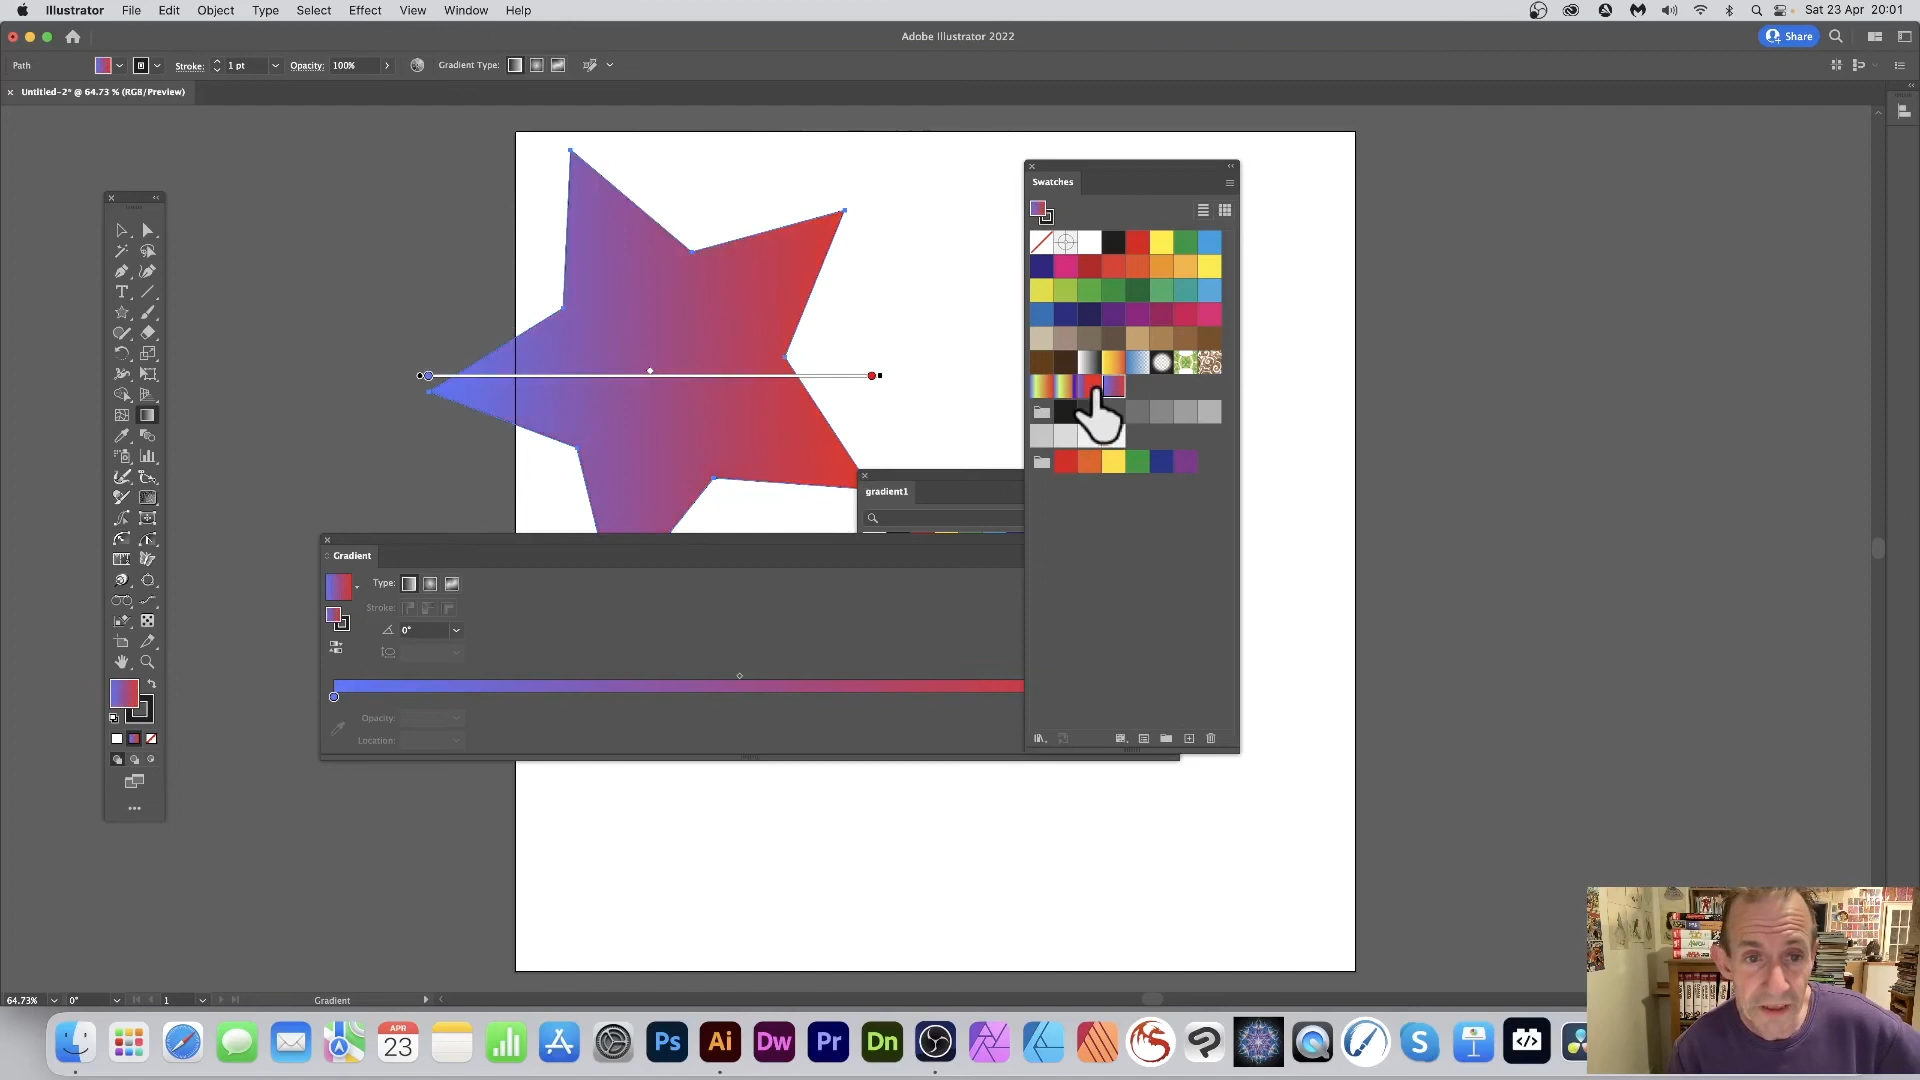 Illustrator File Edit Object Type Select Effect View Window Help
Sat 23 Apr 20:01
Adobe Illustrator 2022
Share
Path
Stroke: 1 pt
Opacity: 100%
Gradient Type:
Untitled-2* @ 64.73 % (RGB/Preview)
Swatches
gradient1
Gradient
Type:
Stroke:
0°
Opacity:
Location:
64.73%
0°
1
Gradient
APR
23
Ps
Ai
Dw
Pr
Dn